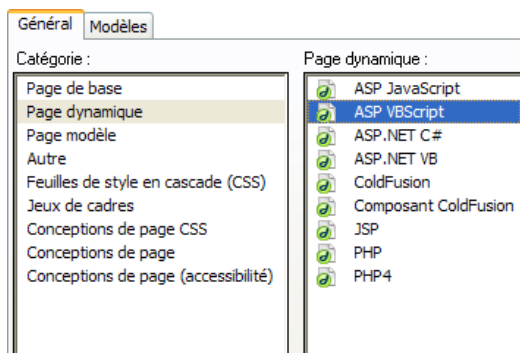 Général
Modèles
Catégorie :
Page de base
Page dynamique
Page modèle
Autre
Feuilles de style en cascade (CSS)
Jeux de cadres
Conceptions de page CSS
Conceptions de page
Conceptions de page (accessibilité)
Page dynamique :
ASP JavaScript
ASP VBScript
ASP.NET C#
ASP.NET VB
ColdFusion
Composant ColdFusion
JSP
PHP
PHP4